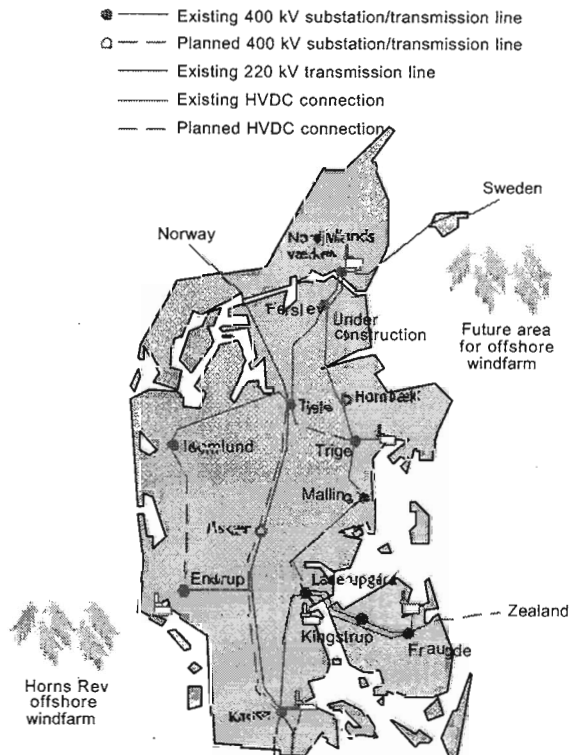 Existing 400 kV substation/transmission line
Planned 400 kV substation/transmission line
Existing 220 kV transmission line
Existing HVDC connection
Planned HVDC connection
Sweden
Norway
Ferslev
Under
construction
Future area
for offshore
windfarm
Tjele
Trige
Malling
Endrup
Kingstrup
Fraugde
Zealand
Horns Rev
offshore
windfarm